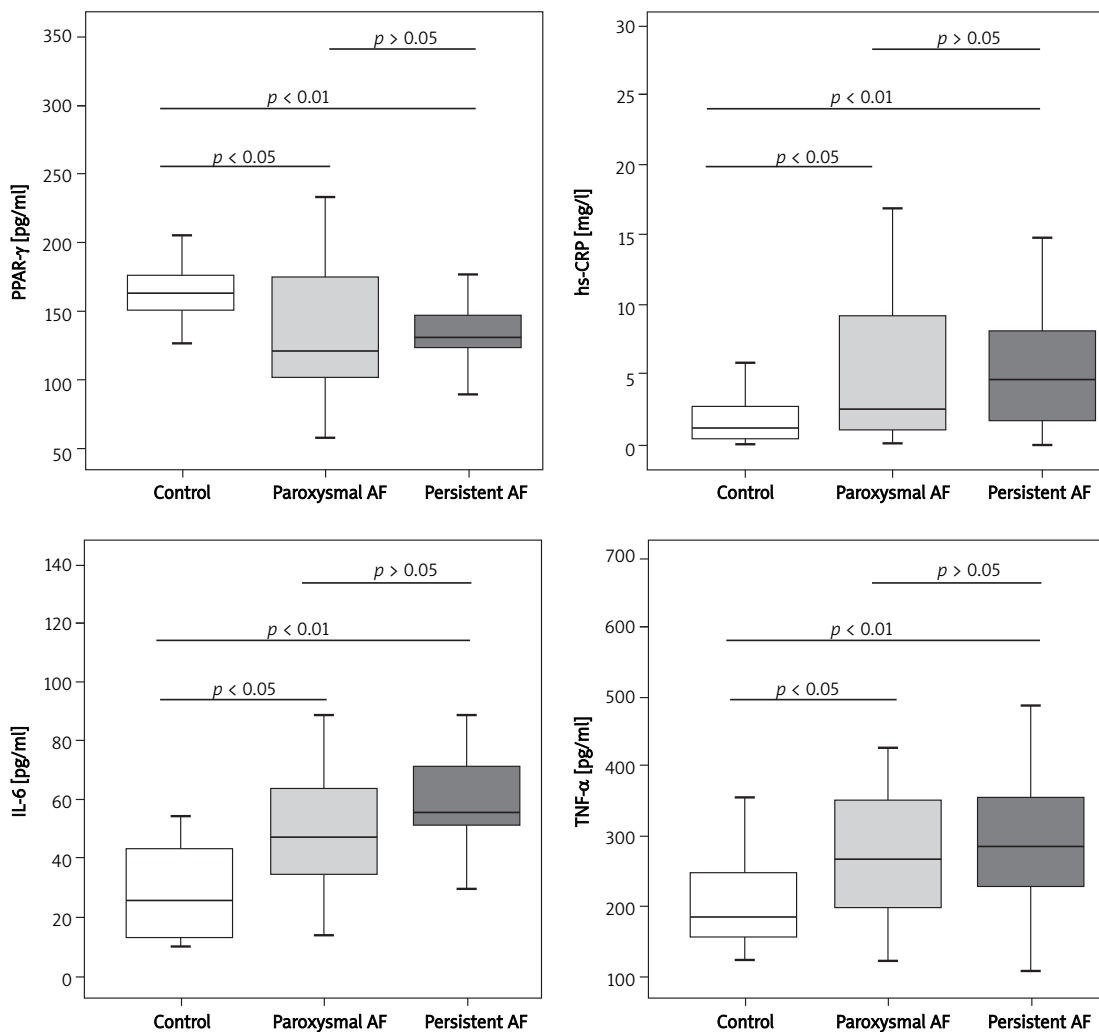 PPAR-γ [pg/ml]
350
300
250
200
150
100
50
p > 0.05
p < 0.01
p < 0.05
Control
Paroxysmal AF
Persistent AF
hs-CRP [mg/l]
30
25
20
15
10
5
0
p > 0.05
p < 0.01
p < 0.05
Control
Paroxysmal AF
Persistent AF
IL-6 [pg/ml]
140
120
100
80
60
40
20
0
p > 0.05
p < 0.01
p < 0.05
Control
Paroxysmal AF
Persistent AF
TNF-α [pg/ml]
700
600
500
400
300
200
100
p > 0.05
p < 0.01
p < 0.05
Control
Paroxysmal AF
Persistent AF